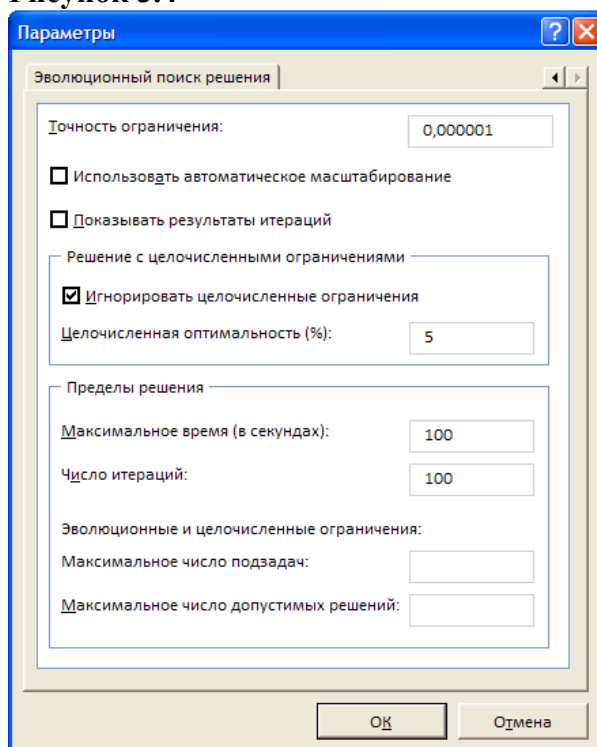 Рисунок 3.4
Параметры
Эволюционный поиск решения
Точность ограничения: 0,000001
Использовать автоматическое масштабирование
Показывать результаты итераций
Решение с целочисленными ограничениями
Игнорировать целочисленные ограничения
Целочисленная оптимальность (%): 5
Пределы решения
Максимальное время (в секундах): 100
Число итераций: 100
Эволюционные и целочисленные ограничения:
Максимальное число подзадач:
Максимальное число допустимых решений:
ОК Отмена